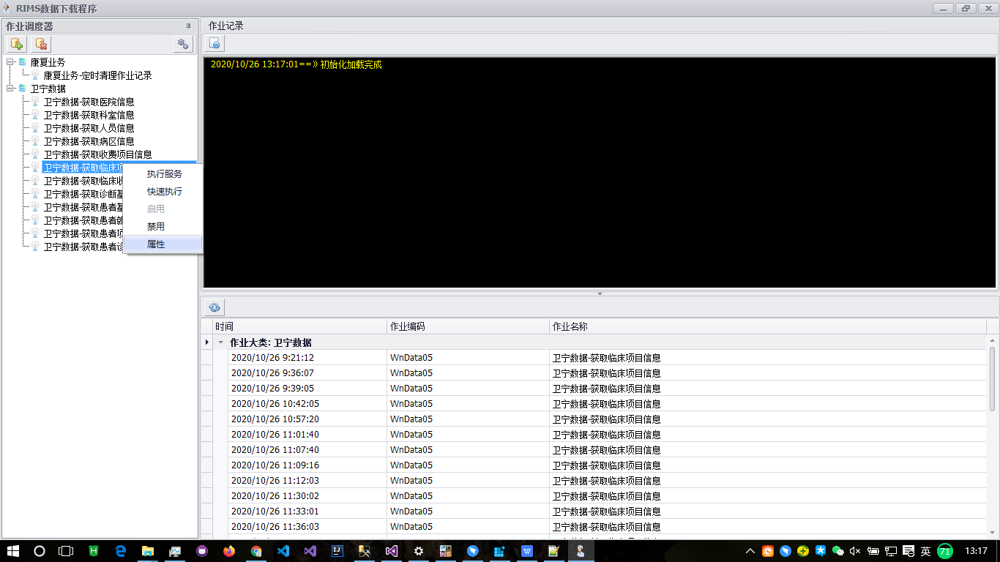 RIMS数据下载程序
作业调度器
康复业务
康复业务-定时清理作业记录
卫宁数据
卫宁数据-获取医院信息
卫宁数据-获取科室信息
卫宁数据-获取人员信息
卫宁数据-获取病区信息
卫宁数据-获取收费项目信息
卫宁数据-获取临床项
卫宁数据-获取临床收
卫宁数据-获取诊断基
卫宁数据-获取患者基
卫宁数据-获取患者就
卫宁数据-获取患者项
卫宁数据-获取患者诊
执行服务
快速执行
启用
禁用
属性
作业记录
2020/10/26 13:17:01==》初始化加载完成
时间 作业编码 作业名称
作业大类: 卫宁数据
2020/10/26 9:21:12 WnData05 卫宁数据-获取临床项目信息
2020/10/26 9:36:07 WnData05 卫宁数据-获取临床项目信息
2020/10/26 9:39:05 WnData05 卫宁数据-获取临床项目信息
2020/10/26 10:42:05 WnData05 卫宁数据-获取临床项目信息
2020/10/26 10:57:20 WnData05 卫宁数据-获取临床项目信息
2020/10/26 11:01:40 WnData05 卫宁数据-获取临床项目信息
2020/10/26 11:07:40 WnData05 卫宁数据-获取临床项目信息
2020/10/26 11:09:16 WnData05 卫宁数据-获取临床项目信息
2020/10/26 11:12:03 WnData05 卫宁数据-获取临床项目信息
2020/10/26 11:30:02 WnData05 卫宁数据-获取临床项目信息
2020/10/26 11:33:01 WnData05 卫宁数据-获取临床项目信息
2020/10/26 11:36:03 WnData05 卫宁数据-获取临床项目信息
英 71 13:17